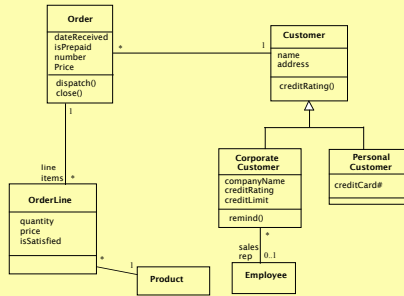 Order
dateReceived
isPrepaid
number
Price
dispatch()
close()
*
1
Customer
name
address
creditRating()
1
line
items
*
OrderLine
quantity
price
isSatisfied
*
1
Product
Corporate
Customer
companyName
creditRating
creditLimit
remind()
*
sales
rep
0..1
Employee
Personal
Customer
creditCard#